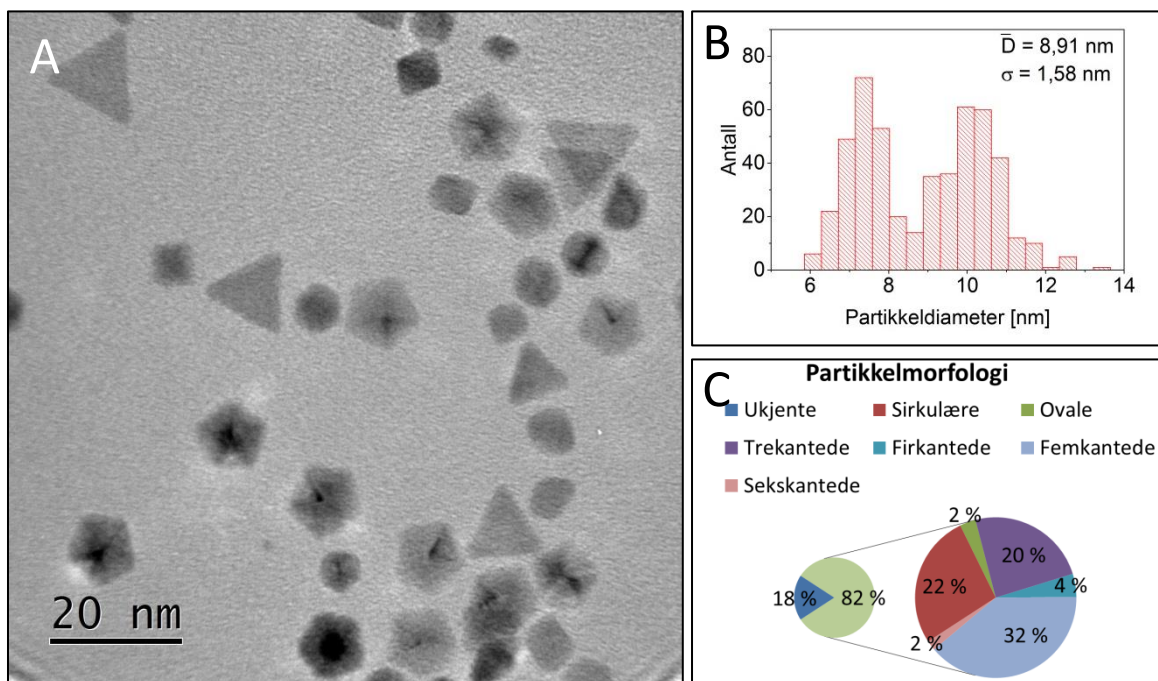 A
20 nm
B
D̄ = 8,91 nm
σ = 1,58 nm
80
60
40
20
0
Antall
6 8 10 12 14
Partikkeldiameter [nm]
C
Partikkelmorfologi
Ukjente Sirkulære Ovale
Trekantede Firkantede Femkantede
Sekskantede
2 %
20 %
22 % 4 %
18 % 82 %
32 %
2 %